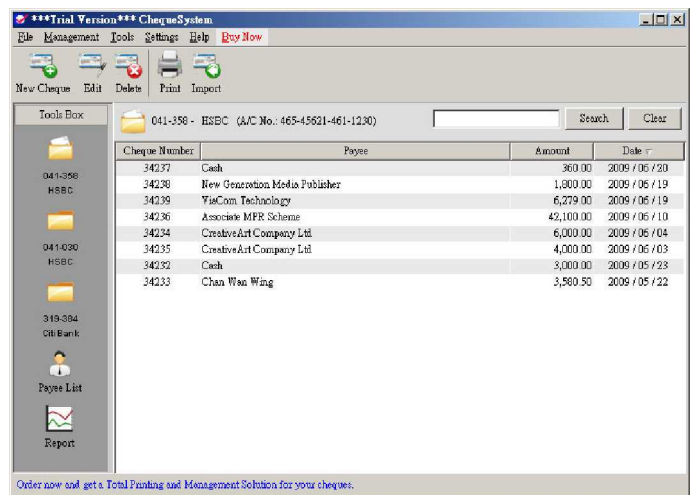 ***Trial Version*** ChequeSystem
File Management Tools Settings Help Buy Now
New Cheque Edit Delete Print Import
Tools Box
041-358
HSBC
041-030
HSBC
319-384
CitiBank
Payee List
Report
041-358 - HSBC (A/C No.: 465-45621-461-1230) Search Clear
Cheque Number Payee Amount Date
34237 Cash 360.00 2009 / 06 / 20
34238 New Generation Media Publisher 1,800.00 2009 / 06 / 19
34239 ViaCom Technology 6,279.00 2009 / 06 / 19
34236 Associate MPR Scheme 42,100.00 2009 / 06 / 10
34234 CreativeArt Company Ltd 6,000.00 2009 / 06 / 04
34235 CreativeArt Company Ltd 4,000.00 2009 / 06 / 03
34232 Cash 3,000.00 2009 / 05 / 23
34233 Chan Wan Wing 3,580.50 2009 / 05 / 22
Order now and get a Total Printing and Management Solution for your cheques.